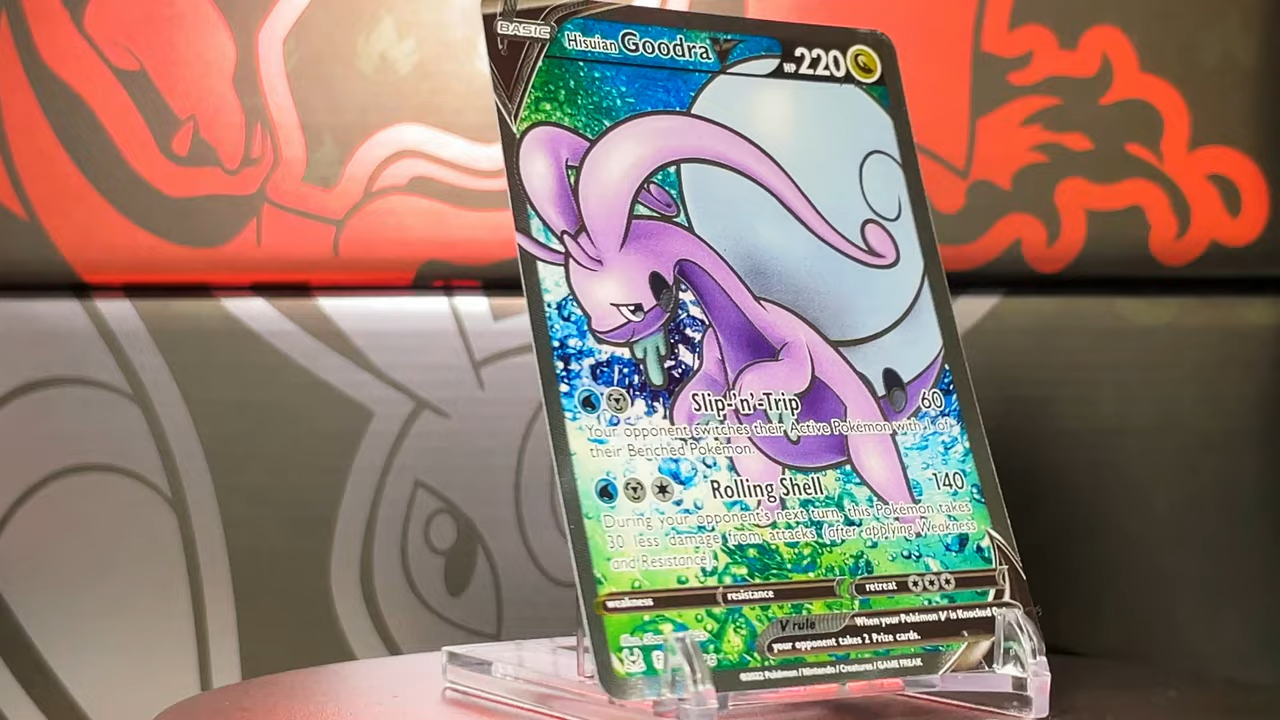 BASIC
Hisuian Goodra V HP 220
Slip-'n'-Trip 60
Your opponent switches their Active Pokémon with 1 of
their Benched Pokémon.
Rolling Shell 140
During your opponent's next turn, this Pokémon takes
30 less damage from attacks (after applying Weakness
and Resistance).
weakness resistance retreat
V rule When your Pokémon V is Knocked
your opponent takes 2 Prize cards.
Illus.
©2022 Pokémon / Nintendo / Creatures / GAME FREAK